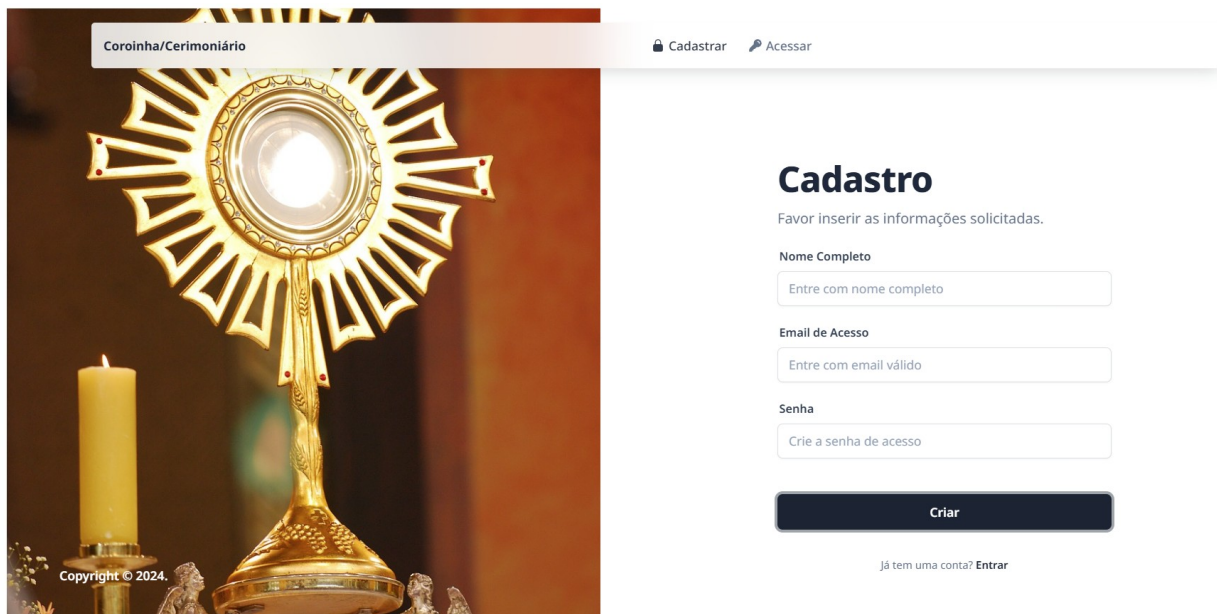 Coroinha/Cerimoniário
Cadastrar
Acessar
Cadastro
Favor inserir as informações solicitadas.
Nome Completo
Entre com nome completo
Email de Acesso
Entre com email válido
Senha
Crie a senha de acesso
Criar
Já tem uma conta? Entrar
Copyright © 2024.